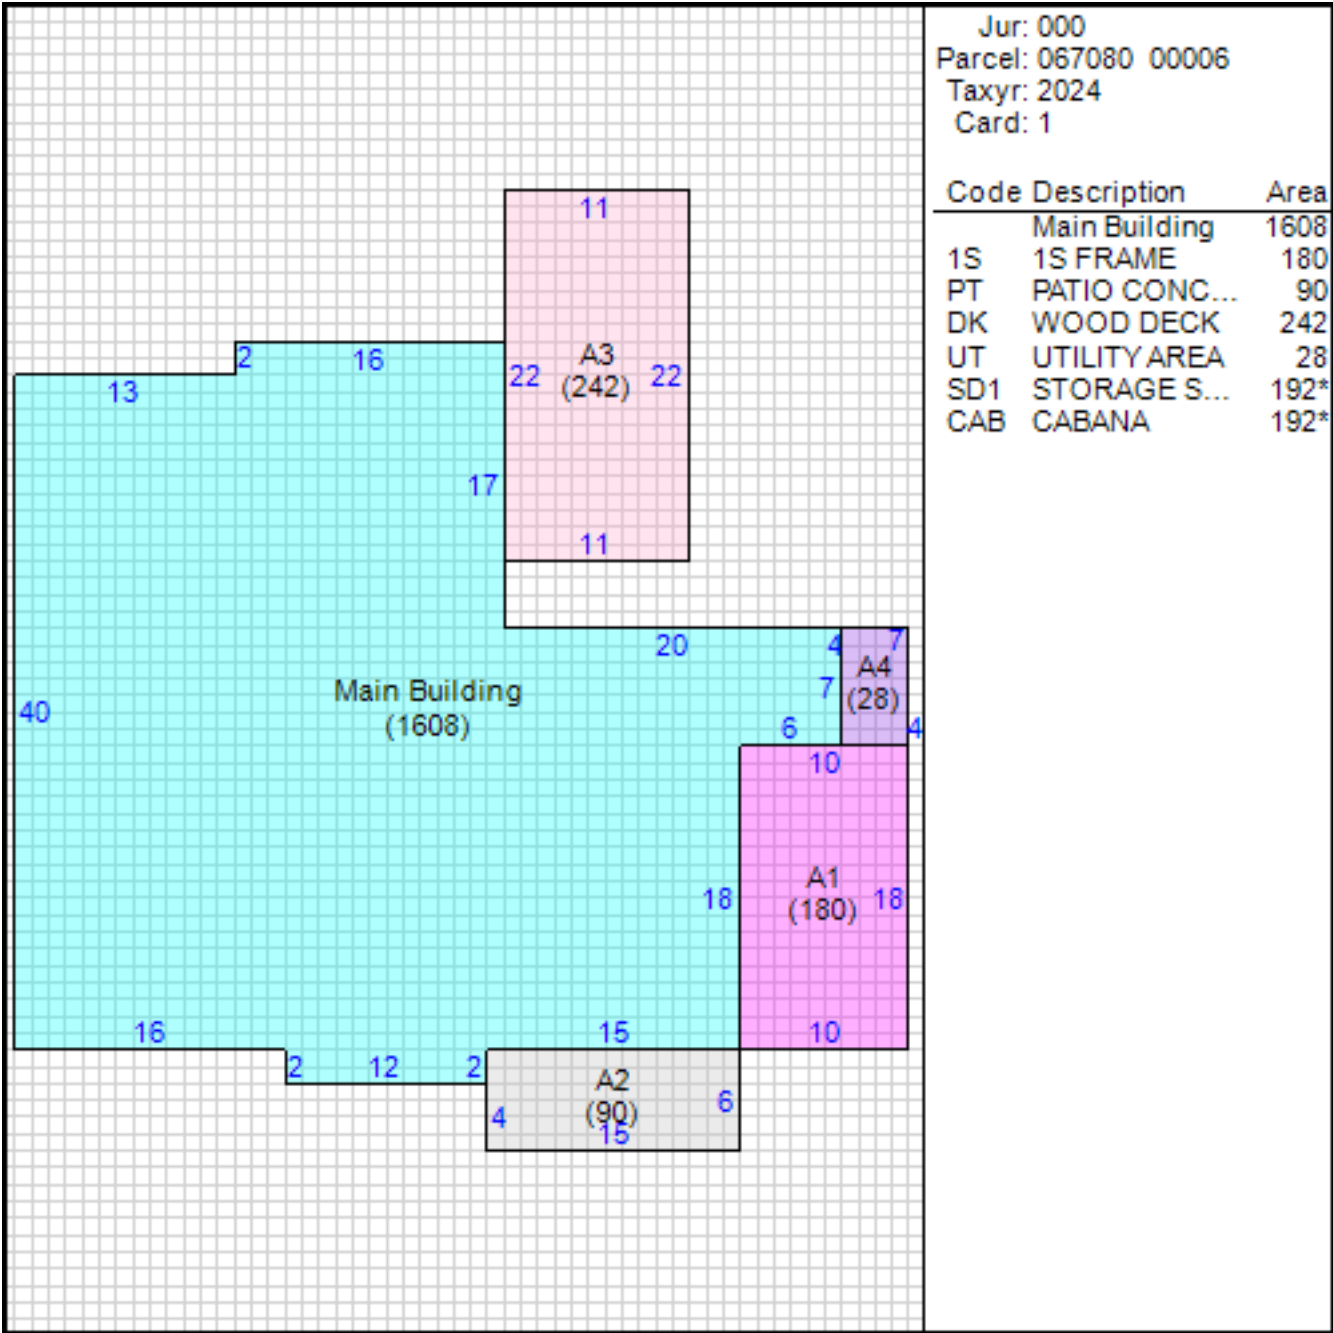 Jur: 000
Parcel: 067080 00006
Taxyr: 2024
Card: 1
Code Description Area
Main Building 1608
1S 1S FRAME 180
PT PATIO CONC... 90
DK WOOD DECK 242
UT UTILITY AREA 28
SD1 STORAGE S... 192*
CAB CABANA 192*
11
2 16
13
22 A3 22
(242)
17
11
20 4 7
7 A4
(28)
40 Main Building
(1608)
6 4
10
18 A1 18
(180)
16 15 10
2 12 2
A2
4 (90) 6
15